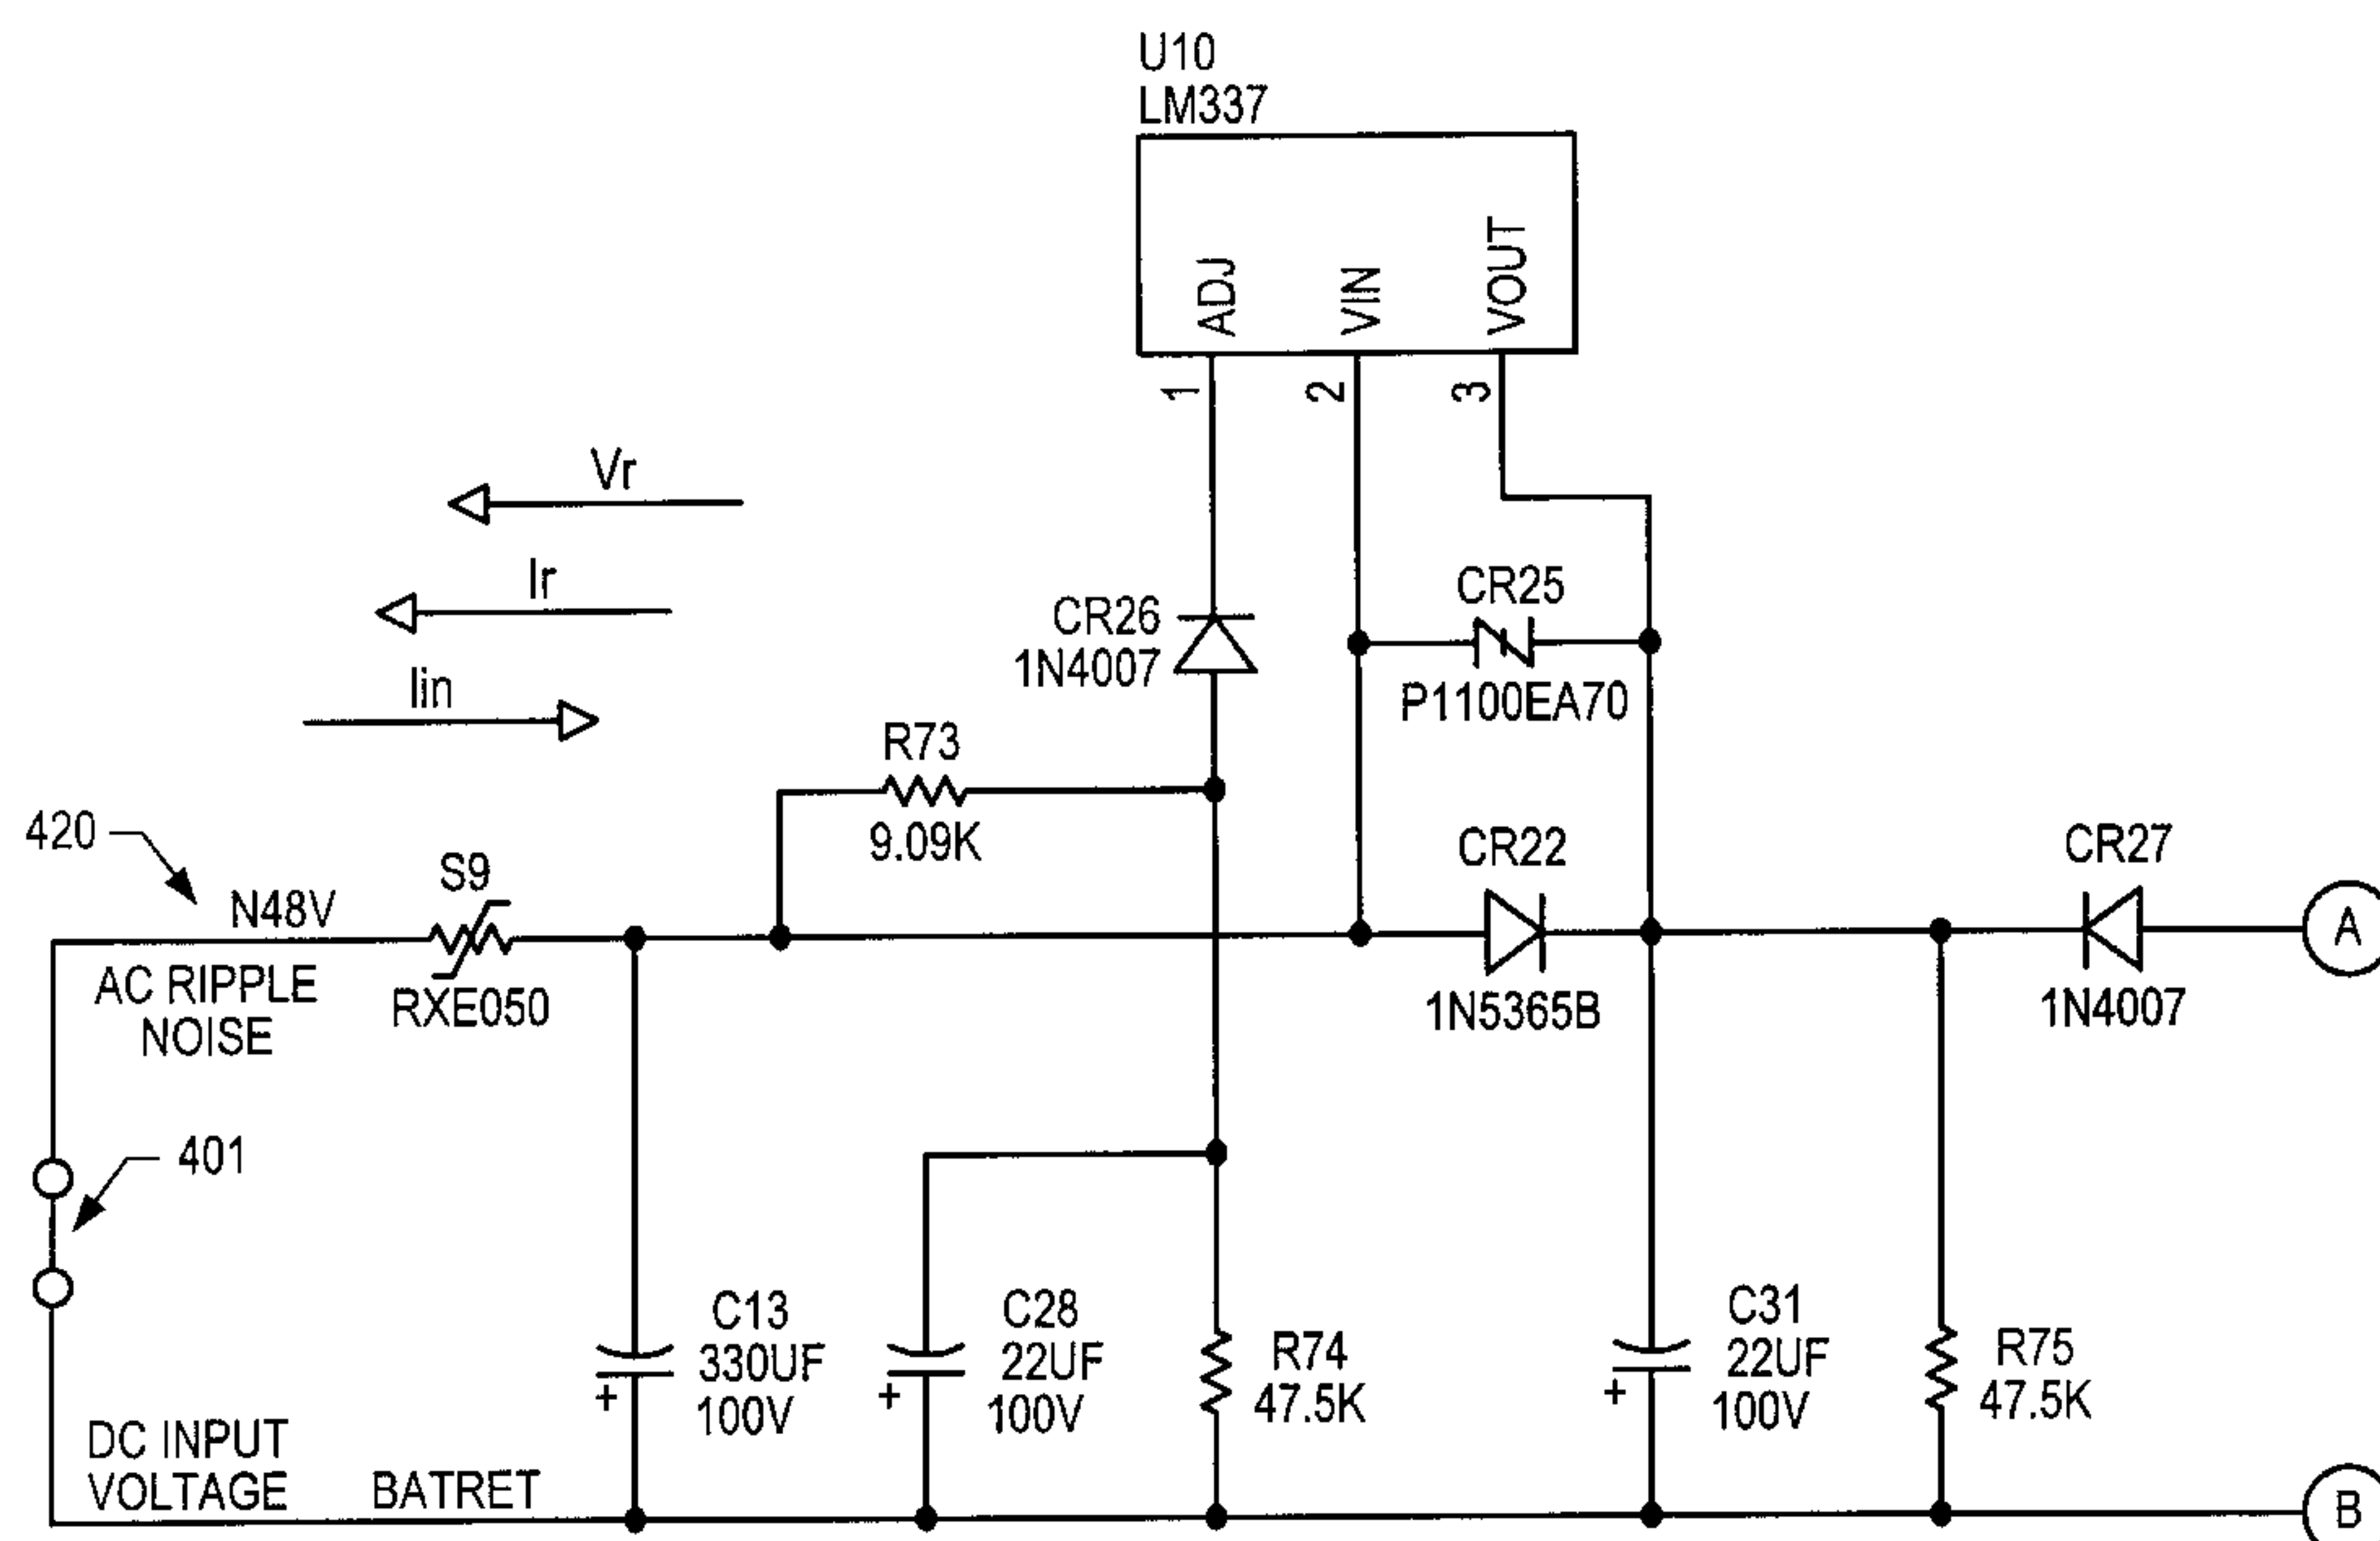 U10
LM337
ADJ
VIN
VOUT
1
2
3
Vr
Ir
Iin
CR26
1N4007
CR25
P1100EA70
R73
9.09K
420
N48V
S9
AC RIPPLE
NOISE
RXE050
CR22
1N5365B
CR27
1N4007
A
401
C13
330UF
100V
+
C28
22UF
100V
+
R74
47.5K
C31
22UF
100V
+
R75
47.5K
DC INPUT
VOLTAGE
BATRET
B